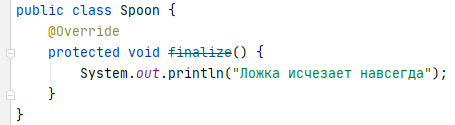 public class Spoon {
    @Override
    protected void finalize() {
        System.out.println("Ложка исчезает навсегда");
    }
}